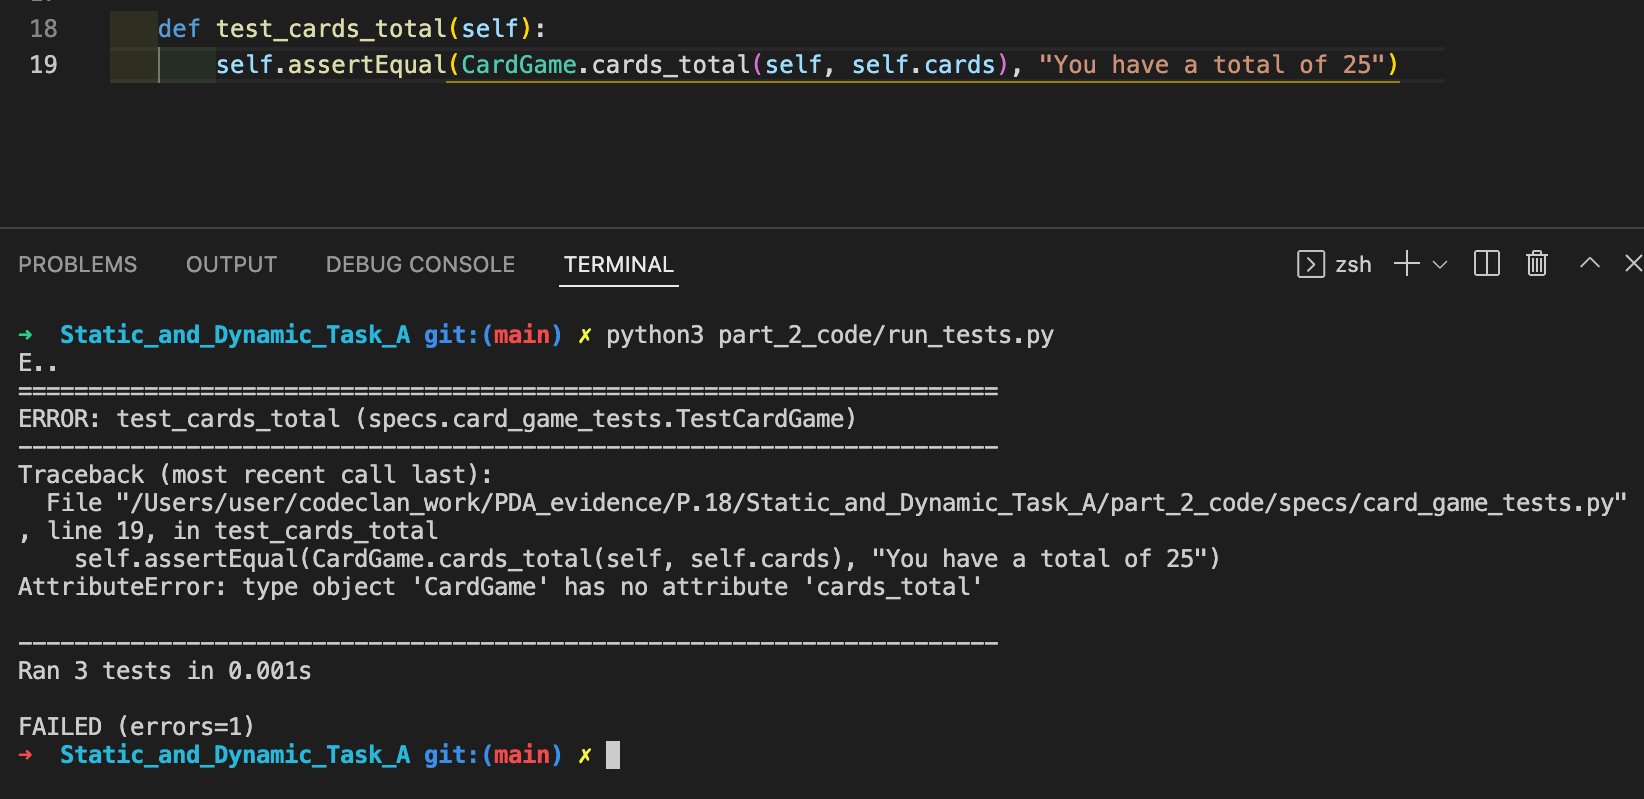 18 def test_cards_total(self):
19 self.assertEqual(CardGame.cards_total(self, self.cards), "You have a total of 25")
PROBLEMS OUTPUT DEBUG CONSOLE TERMINAL zsh
→ Static_and_Dynamic_Task_A git:(main) ✗ python3 part_2_code/run_tests.py
E..
======================================================================
ERROR: test_cards_total (specs.card_game_tests.TestCardGame)
----------------------------------------------------------------------
Traceback (most recent call last):
File "/Users/user/codeclan_work/PDA_evidence/P.18/Static_and_Dynamic_Task_A/part_2_code/specs/card_game_tests.py"
, line 19, in test_cards_total
self.assertEqual(CardGame.cards_total(self, self.cards), "You have a total of 25")
AttributeError: type object 'CardGame' has no attribute 'cards_total'
----------------------------------------------------------------------
Ran 3 tests in 0.001s
FAILED (errors=1)
→ Static_and_Dynamic_Task_A git:(main) ✗